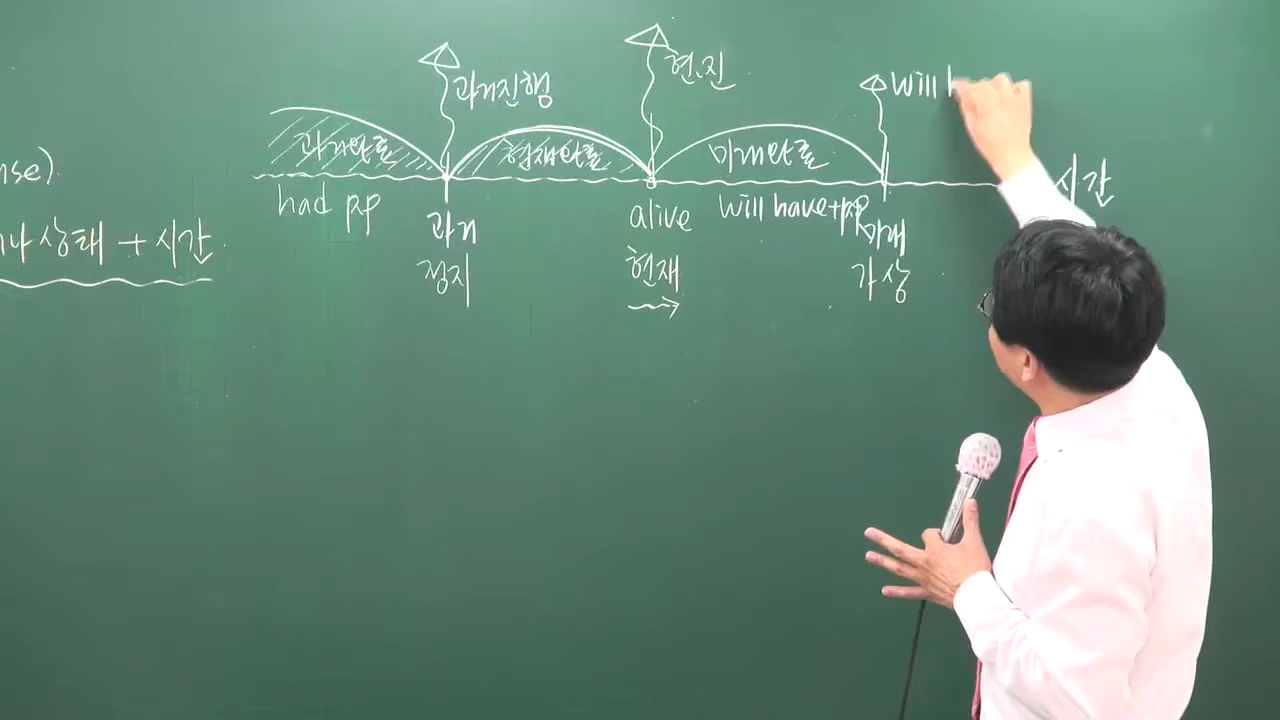 nse)
나 상태 + 시간
과거진행
현.진
will
과거완료
현재완료
미래완료
시간
had pp
과거
정지
alive
현재
will have+pp
미래
가상